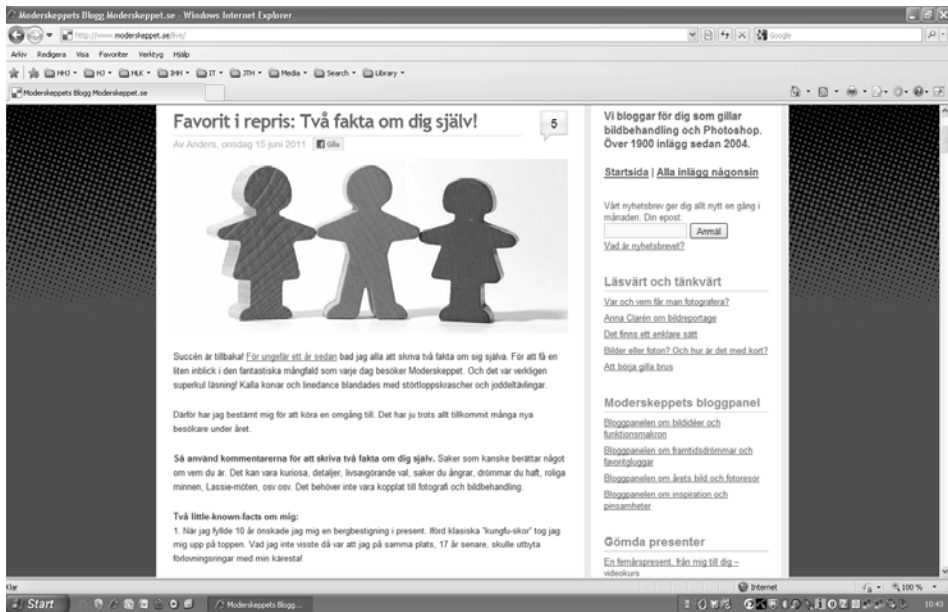 Moderskeppets Blogg Moderskeppet.se - Windows Internet Explorer
http://www.moderskeppet.se/live/
Google
Arkiv Redigera Visa Favoriter Verktyg Hjälp
HHJ HJ HLK IHH IT JTH Media Search Library
Moderskeppets Blogg Moderskeppet.se
Favorit i repris: Två fakta om dig själv!
5
Av Anders, onsdag 15 juni 2011 Gilla
Succén är tillbaka! För ungefär ett år sedan bad jag alla att skriva två fakta om sig själva. För att få en
liten inblick i den fantastiska mångfald som varje dag besöker Moderskeppet. Och det var verkligen
superkul läsning! Kalla korvar och linedance blandades med störtloppskrascher och joddeltävlingar.
Därför har jag bestämt mig för att köra en omgång till. Det har ju trots allt tillkommit många nya
besökare under året.
Så använd kommentarerna för att skriva två fakta om dig själv. Saker som kanske berättar något
om vem du är. Det kan vara kuriosa, detaljer, livsavgörande val, saker du ångrar, drömmar du haft, roliga
minnen, Lassie-möten, osv osv. Det behöver inte vara kopplat till fotografi och bildbehandling.
Två little-known-facts om mig:
1. När jag fyllde 10 år önskade jag mig en bergbestigning i present. Iförd klasiska "kungfu-skor" tog jag
mig upp på toppen. Vad jag inte visste då var att jag på samma plats, 17 år senare, skulle utbyta
förlovningsringar med min käresta!
Vi bloggar för dig som gillar
bildbehandling och Photoshop.
Över 1900 inlägg sedan 2004.
Startsida | Alla inlägg någonsin
Vårt nyhetsbrev ger dig allt nytt en gång i
månaden. Din epost:
Anmäl
Vad är nyhetsbrevet?
Läsvärt och tänkvärt
Var och vem får man fotografera?
Anna Clarén om bildreportage
Det finns ett enklare sätt
Bilder eller foton? Och hur är det med kort?
Att börja gilla brus
Moderskeppets bloggpanel
Bloggpanelen om bildidéer och
funktionsmakron
Bloggpanelen om framtidsdrömmar och
favoritgluggar
Bloggpanelen om årets bild och fotoresor
Bloggpanelen om inspiration och
pinsamheter
Gömda presenter
En femårspresent, från mig till dig –
videokurs
Klar
Internet
100 %
Start
Moderskeppets Blogg...
10:43